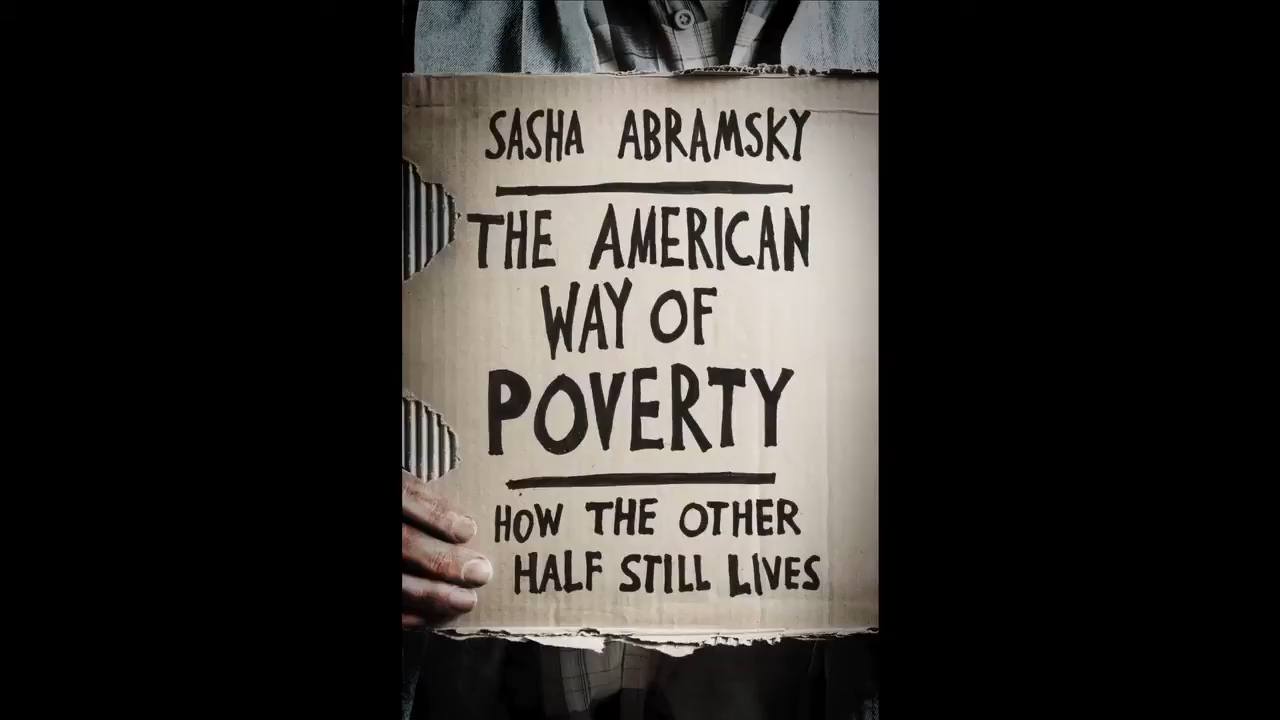 SASHA ABRAMSKY
THE AMERICAN
WAY OF
POVERTY
HOW THE OTHER
HALF STILL LIVES